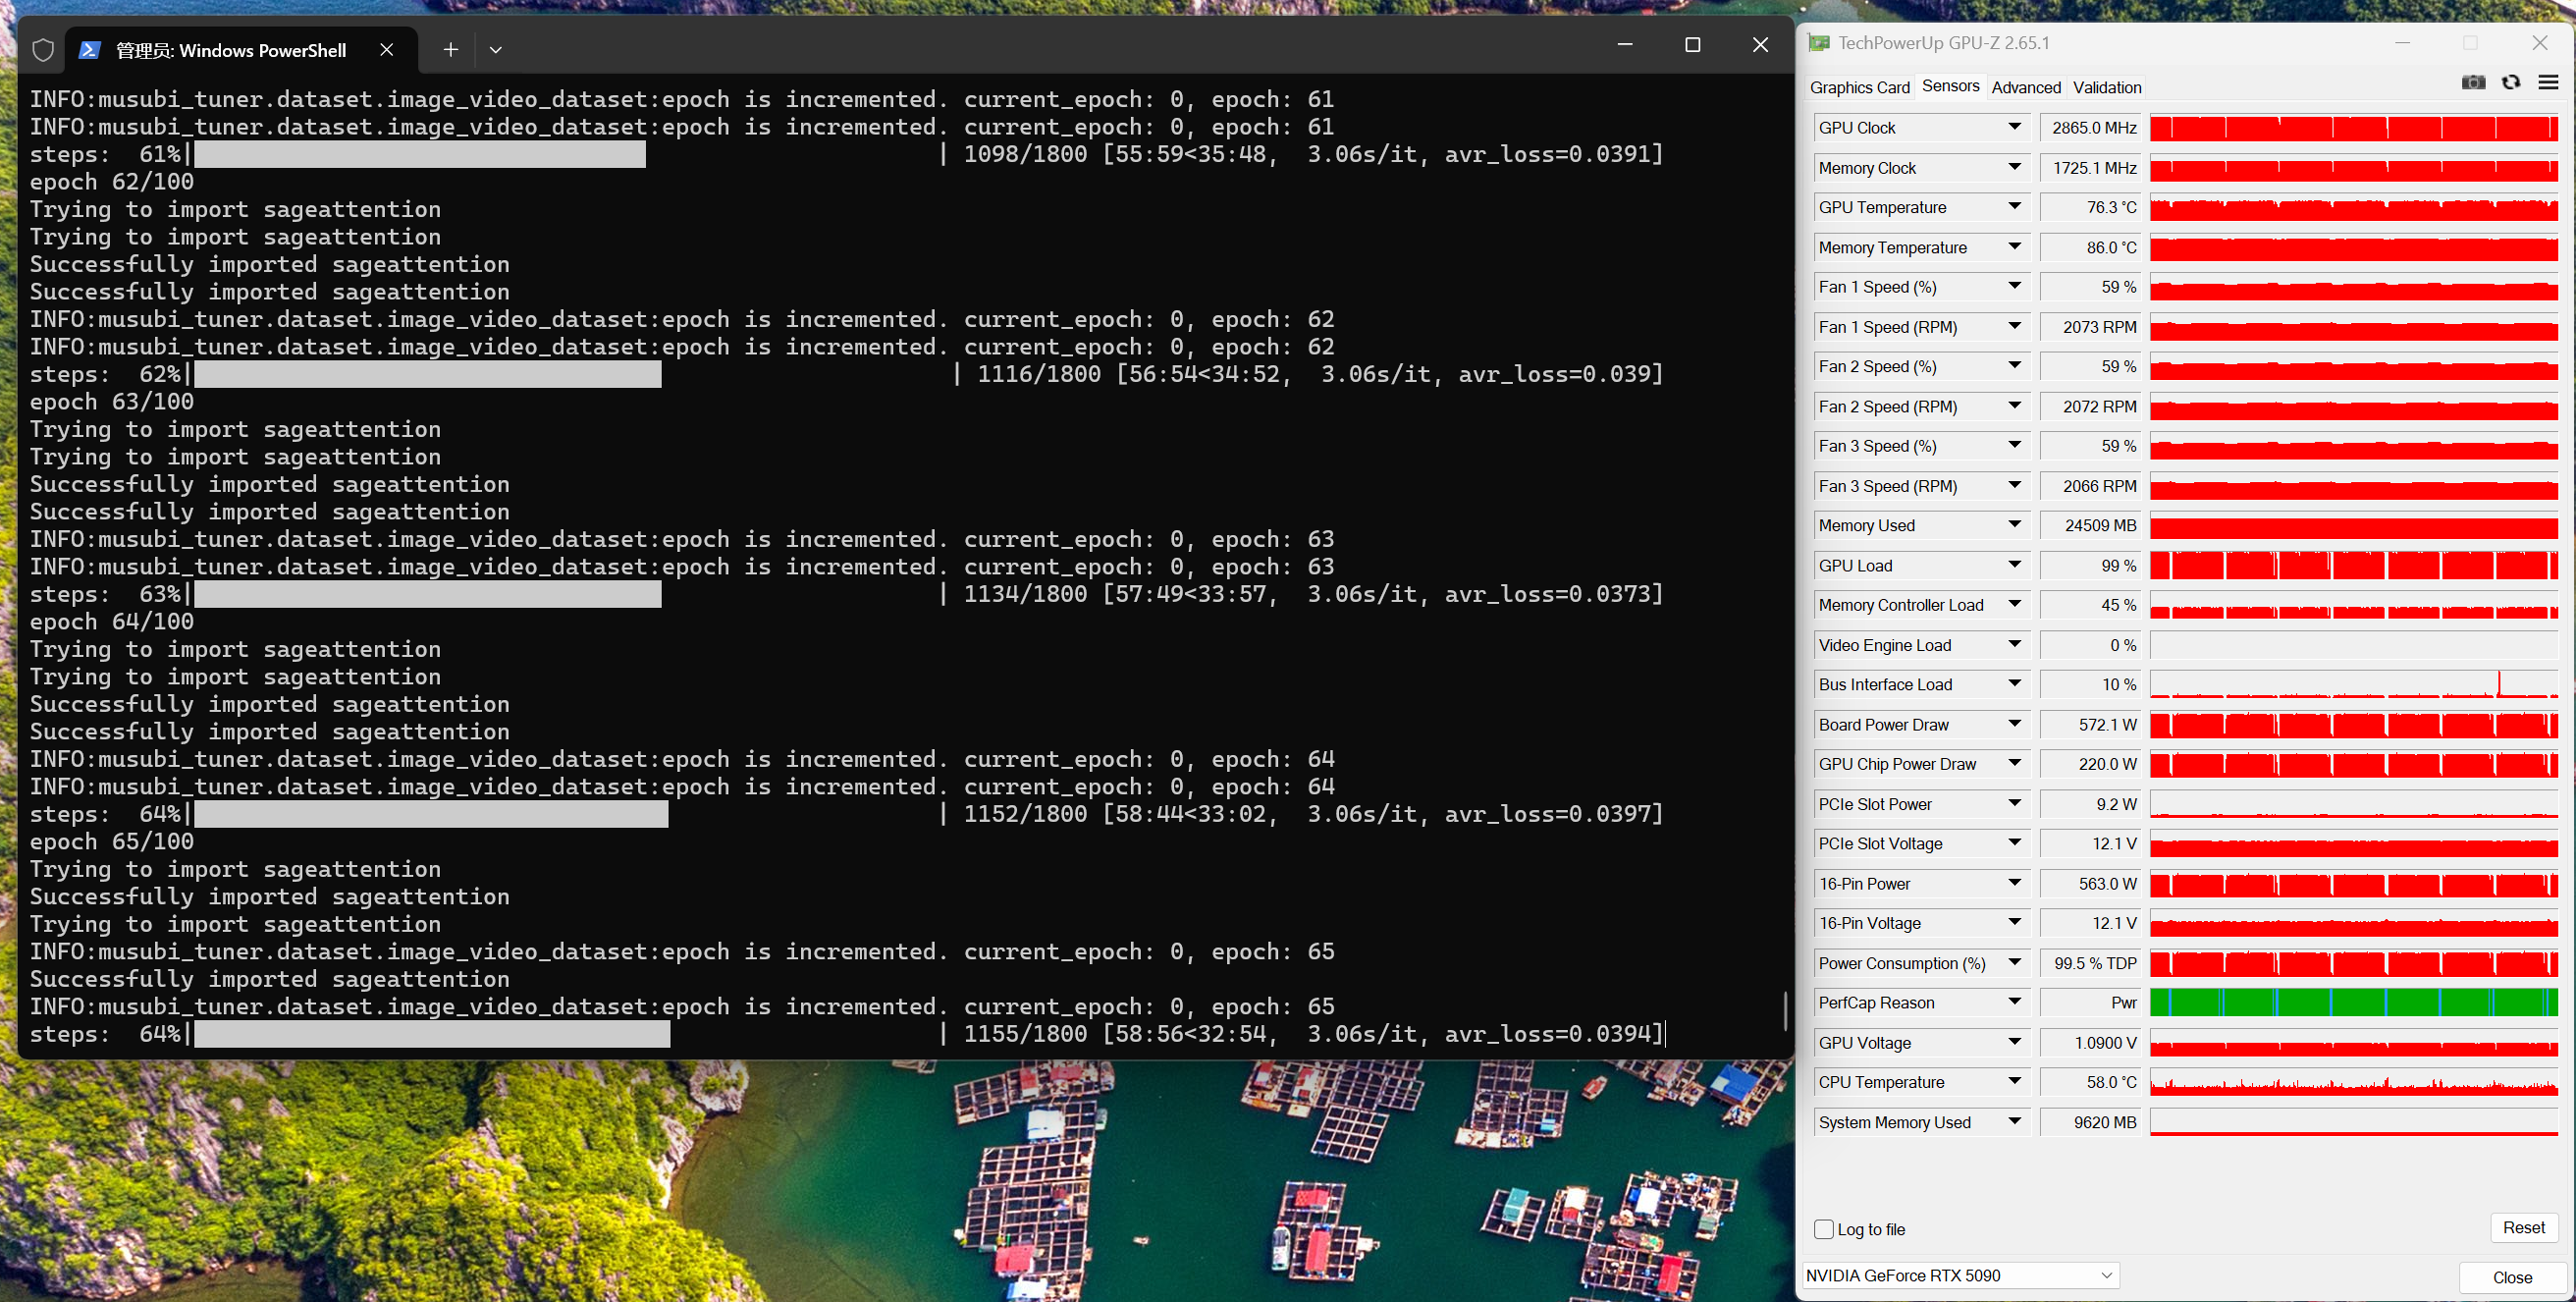 管理员: Windows PowerShell
INFO:musubi_tuner.dataset.image_video_dataset:epoch is incremented. current_epoch: 0, epoch: 61
INFO:musubi_tuner.dataset.image_video_dataset:epoch is incremented. current_epoch: 0, epoch: 61
steps:  61%| | 1098/1800 [55:59<35:48,  3.06s/it, avr_loss=0.0391]
epoch 62/100
Trying to import sageattention
Trying to import sageattention
Successfully imported sageattention
Successfully imported sageattention
INFO:musubi_tuner.dataset.image_video_dataset:epoch is incremented. current_epoch: 0, epoch: 62
INFO:musubi_tuner.dataset.image_video_dataset:epoch is incremented. current_epoch: 0, epoch: 62
steps:  62%| | 1116/1800 [56:54<34:52,  3.06s/it, avr_loss=0.039]
epoch 63/100
Trying to import sageattention
Trying to import sageattention
Successfully imported sageattention
Successfully imported sageattention
INFO:musubi_tuner.dataset.image_video_dataset:epoch is incremented. current_epoch: 0, epoch: 63
INFO:musubi_tuner.dataset.image_video_dataset:epoch is incremented. current_epoch: 0, epoch: 63
steps:  63%| | 1134/1800 [57:49<33:57,  3.06s/it, avr_loss=0.0373]
epoch 64/100
Trying to import sageattention
Trying to import sageattention
Successfully imported sageattention
Successfully imported sageattention
INFO:musubi_tuner.dataset.image_video_dataset:epoch is incremented. current_epoch: 0, epoch: 64
INFO:musubi_tuner.dataset.image_video_dataset:epoch is incremented. current_epoch: 0, epoch: 64
steps:  64%| | 1152/1800 [58:44<33:02,  3.06s/it, avr_loss=0.0397]
epoch 65/100
Trying to import sageattention
Successfully imported sageattention
Trying to import sageattention
INFO:musubi_tuner.dataset.image_video_dataset:epoch is incremented. current_epoch: 0, epoch: 65
Successfully imported sageattention
INFO:musubi_tuner.dataset.image_video_dataset:epoch is incremented. current_epoch: 0, epoch: 65
steps:  64%| | 1155/1800 [58:56<32:54,  3.06s/it, avr_loss=0.0394]
TechPowerUp GPU-Z 2.65.1
Graphics Card Sensors Advanced Validation
GPU Clock 2865.0 MHz
Memory Clock 1725.1 MHz
GPU Temperature 76.3 °C
Memory Temperature 86.0 °C
Fan 1 Speed (%) 59 %
Fan 1 Speed (RPM) 2073 RPM
Fan 2 Speed (%) 59 %
Fan 2 Speed (RPM) 2072 RPM
Fan 3 Speed (%) 59 %
Fan 3 Speed (RPM) 2066 RPM
Memory Used 24509 MB
GPU Load 99 %
Memory Controller Load 45 %
Video Engine Load 0 %
Bus Interface Load 10 %
Board Power Draw 572.1 W
GPU Chip Power Draw 220.0 W
PCIe Slot Power 9.2 W
PCIe Slot Voltage 12.1 V
16-Pin Power 563.0 W
16-Pin Voltage 12.1 V
Power Consumption (%) 99.5 % TDP
PerfCap Reason Pwr
GPU Voltage 1.0900 V
CPU Temperature 58.0 °C
System Memory Used 9620 MB
Log to file Reset
NVIDIA GeForce RTX 5090 Close